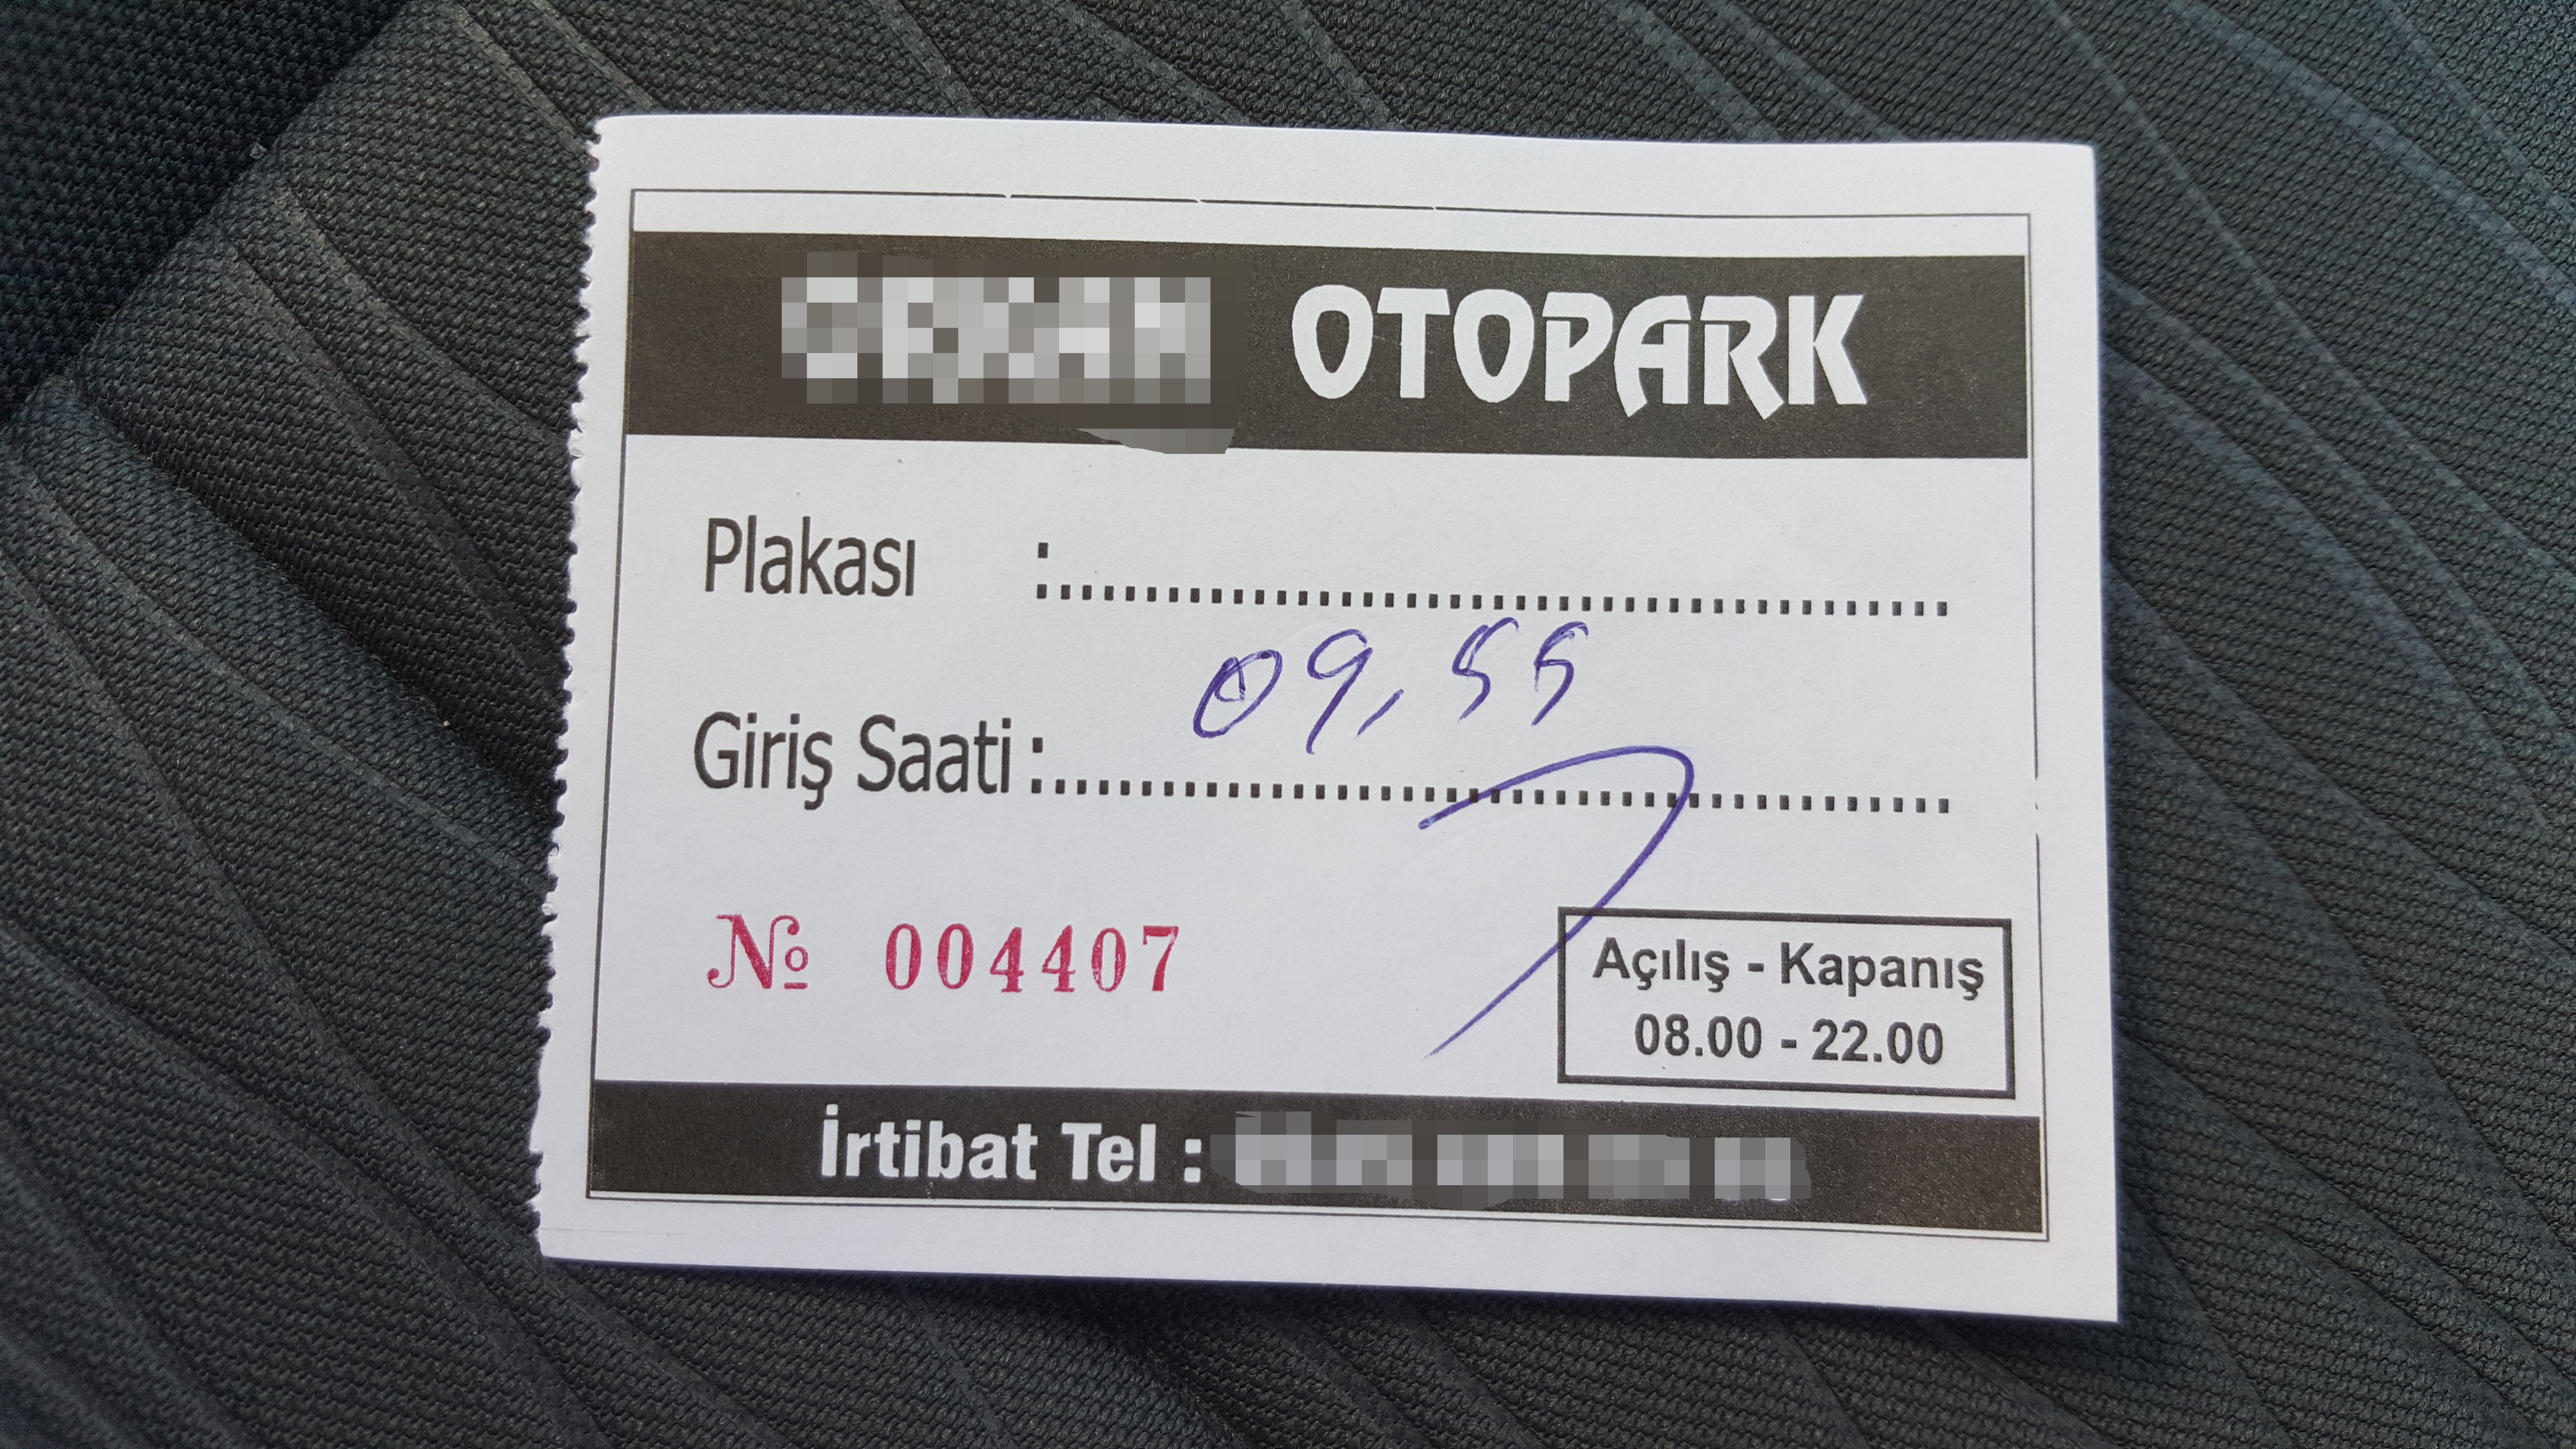 OTOPARK
Plakası :
09,55
Giriş Saati :
№ 004407
Açılış - Kapanış
08.00 - 22.00
İrtibat Tel :